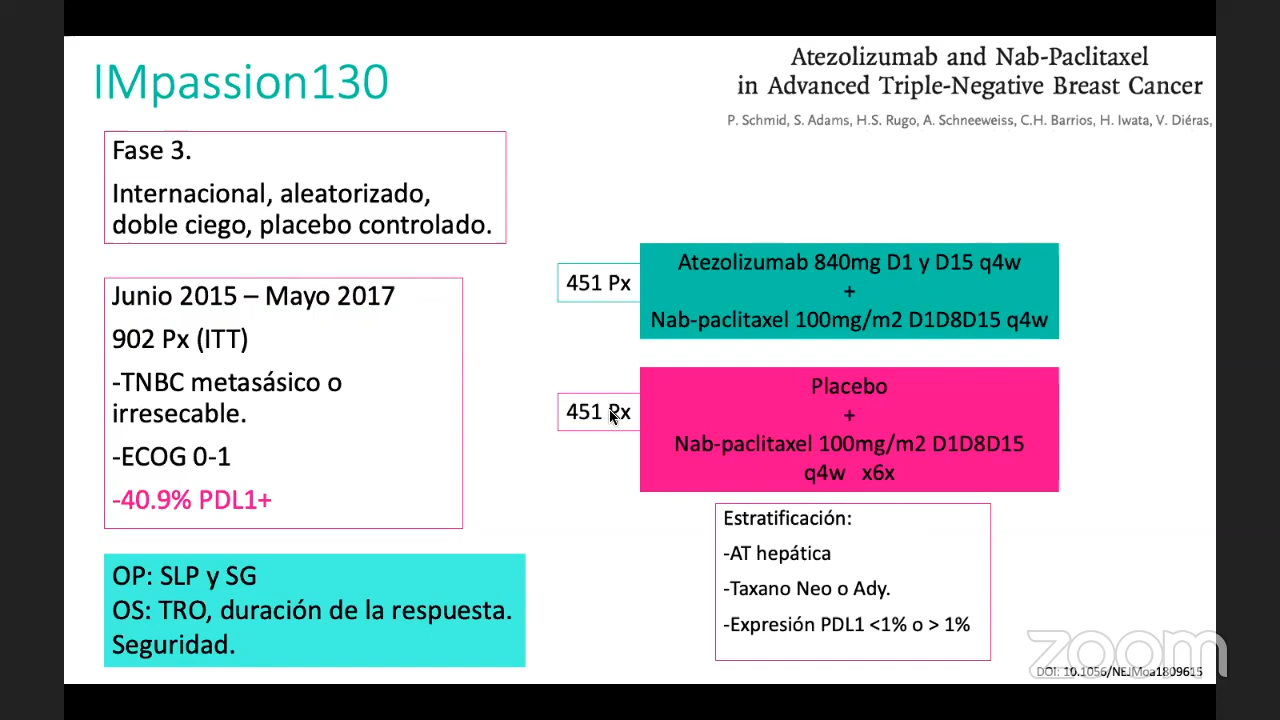 IMpassion130
Atezolizumab and Nab-Paclitaxel
in Advanced Triple-Negative Breast Cancer
P. Schmid, S. Adams, H.S. Rugo, A. Schneeweiss, C.H. Barrios, H. Iwata, V. Diéras,
Fase 3.
Internacional, aleatorizado,
doble ciego, placebo controlado.
Junio 2015 – Mayo 2017
902 Px (ITT)
-TNBC metasásico o
irresecable.
-ECOG 0-1
-40.9% PDL1+
OP: SLP y SG
OS: TRO, duración de la respuesta.
Seguridad.
451 Px
Atezolizumab 840mg D1 y D15 q4w
+
Nab-paclitaxel 100mg/m2 D1D8D15 q4w
451 Px
Placebo
+
Nab-paclitaxel 100mg/m2 D1D8D15
q4w x6x
Estratificación:
-AT hepática
-Taxano Neo o Ady.
-Expresión PDL1 <1% o > 1%
zoom
DOI: 10.1056/NEJMoa1809615